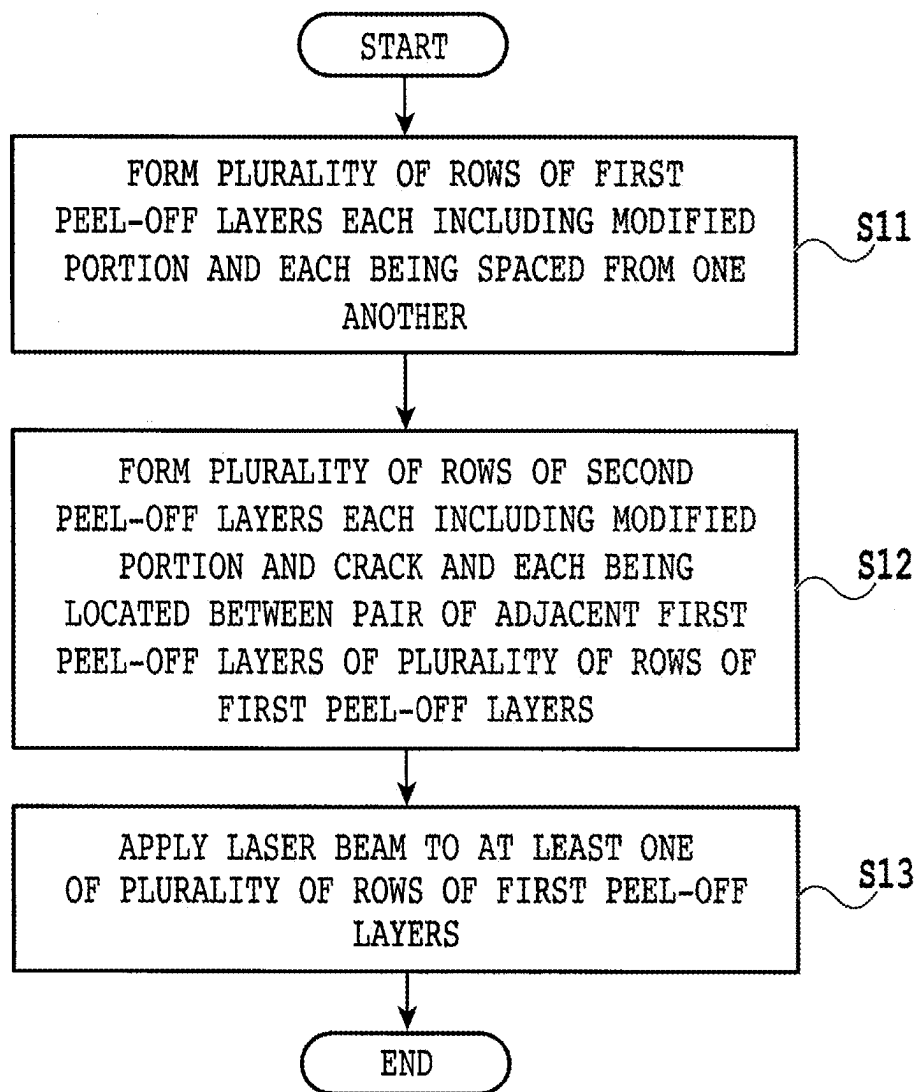 START
FORM PLURALITY OF ROWS OF FIRST
PEEL-OFF LAYERS EACH INCLUDING MODIFIED
PORTION AND EACH BEING SPACED FROM ONE
ANOTHER
S11
FORM PLURALITY OF ROWS OF SECOND
PEEL-OFF LAYERS EACH INCLUDING MODIFIED
PORTION AND CRACK AND EACH BEING
LOCATED BETWEEN PAIR OF ADJACENT FIRST
PEEL-OFF LAYERS OF PLURALITY OF ROWS OF
FIRST PEEL-OFF LAYERS
S12
APPLY LASER BEAM TO AT LEAST ONE
OF PLURALITY OF ROWS OF FIRST PEEL-OFF
LAYERS
S13
END